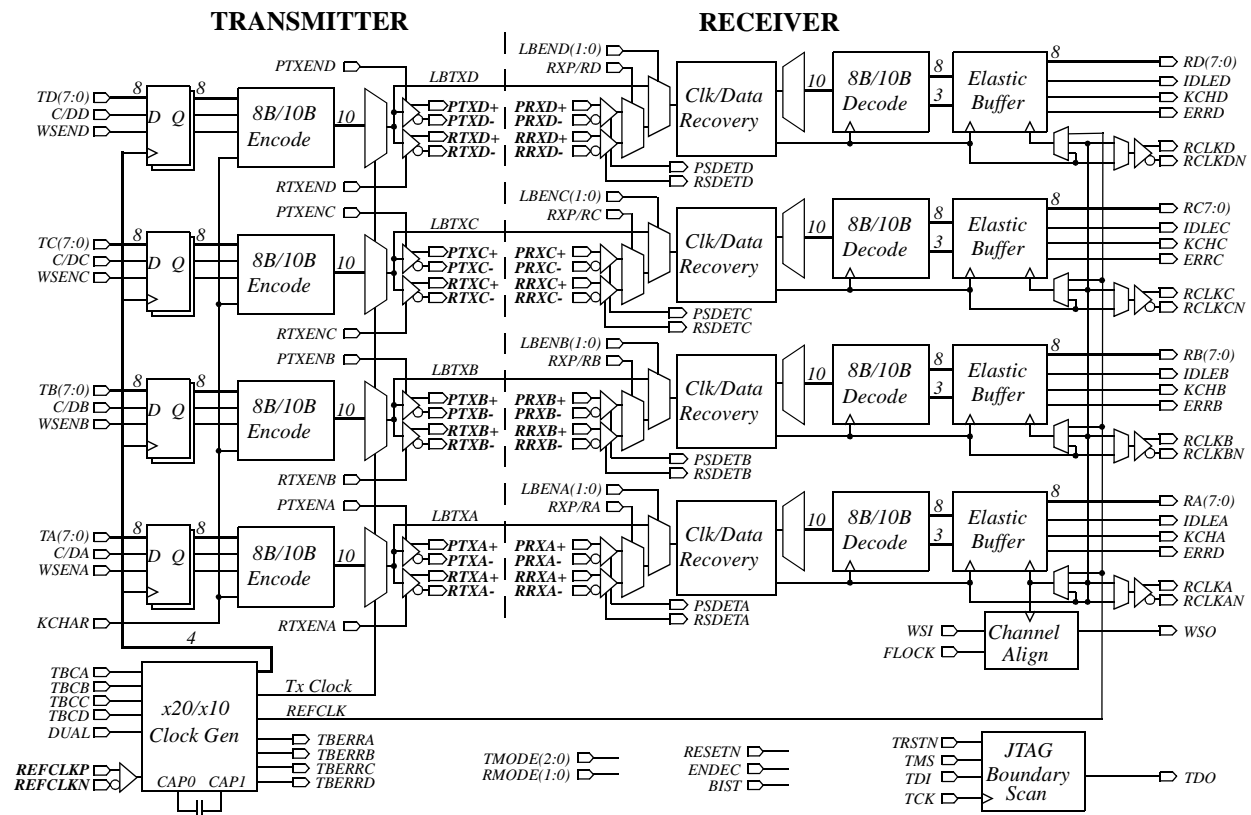 TRANSMITTER
RECEIVER
PTXEND
LBTXD
LBEND(1:0)
RXP/RD
TD(7:0)
C/DD
WSEND
8
D Q
8
8B/10B
Encode
10
PTXD+
PTXD-
RTXD+
RTXD-
RTXEND
PRXD+
PRXD-
RRXD+
RRXD-
PSDETD
RSDETD
Clk/Data
Recovery
10
8B/10B
Decode
8
3
Elastic
Buffer
8
RD(7:0)
IDLED
KCHD
ERRD
RCLKD
RCLKDN
PTXENC
LBTXC
LBENC(1:0)
RXP/RC
TC(7:0)
C/DC
WSENC
8
D Q
8
8B/10B
Encode
10
PTXC+
PTXC-
RTXC+
RTXC-
RTXENC
PRXC+
PRXC-
RRXC+
RRXC-
PSDETC
RSDETC
Clk/Data
Recovery
10
8B/10B
Decode
8
3
Elastic
Buffer
8
RC7:0)
IDLEC
KCHC
ERRC
RCLKC
RCLKCN
PTXENB
LBTXB
LBENB(1:0)
RXP/RB
TB(7:0)
C/DB
WSENB
8
D Q
8
8B/10B
Encode
10
PTXB+
PTXB-
RTXB+
RTXB-
RTXENB
PRXB+
PRXB-
RRXB+
RRXB-
PSDETB
RSDETB
Clk/Data
Recovery
10
8B/10B
Decode
8
3
Elastic
Buffer
8
RB(7:0)
IDLEB
KCHB
ERRB
RCLKB
RCLKBN
PTXENA
LBTXA
LBENA(1:0)
RXP/RA
TA(7:0)
C/DA
WSENA
8
D Q
8
8B/10B
Encode
10
PTXA+
PTXA-
RTXA+
RTXA-
RTXENA
PRXA+
PRXA-
RRXA+
RRXA-
PSDETA
RSDETA
Clk/Data
Recovery
10
8B/10B
Decode
8
3
Elastic
Buffer
8
RA(7:0)
IDLEA
KCHA
ERRD
RCLKA
RCLKAN
KCHAR
4
WSI
FLOCK
Channel
Align
WSO
TBCA
TBCB
TBCC
TBCD
DUAL
REFCLKP
REFCLKN
x20/x10
Clock Gen
CAP0 CAP1
Tx Clock
REFCLK
TBERRA
TBERRB
TBERRC
TBERRD
TMODE(2:0)
RMODE(1:0)
RESETN
ENDEC
BIST
TRSTN
TMS
TDI
TCK
JTAG
Boundary
Scan
TDO